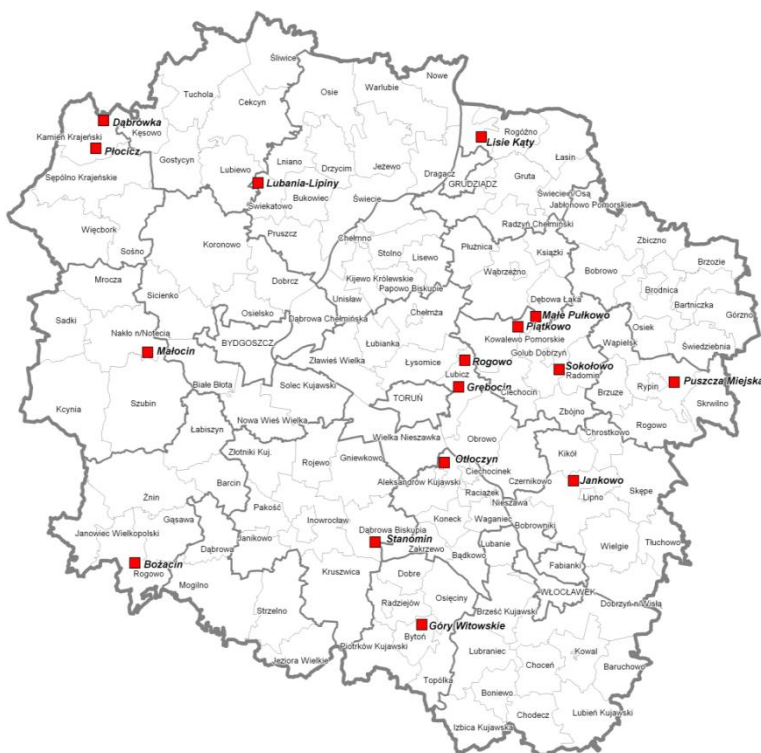 Nowe
Śliwice
Osie
Warlubie
Tuchola
Cekcyn
Dąbrówka
Kęsowo
Kamień Krajeński
Płocicz
Rogóźno
Lisie Kąty
Łasin
Gostycyn
Lubiewo
Lniano
Drzycim
Jeżewo
Dragacz
Gruta
Sępólno Krajeńskie
Lubania-Lipiny
GRUDZIĄDZ
Świecien/Osą
Bukowiec
Świecie
Jabłonowo Pomorskie
Świekatowo
Radzyń Chełmiński
Więcbork
Pruszcz
Chełmno
Koronowo
Stolno
Płużnica
Książki
Zbiczno
Sośno
Lisewo
Bobrowo
Brzozie
Mrocza
Dobrcz
Kijewo Królewskie
Wąbrzeźno
Papowo Biskupie
Brodnica
Sicienko
Unisław
Dębowa Łąka
Bartniczka
Osielsko
Dąbrowa Chełmińska
Chełmża
Małe Pułkowo
Górzno
Sadki
Piątkowo
Nakło n/Notecią
BYDGOSZCZ
Łubianka
Kowalewo Pomorskie
Osiek
Wąpielsk
Świedziebnia
Małocin
Zławieś Wielka
Łysomice
Rogowo
Golub Dobrzyń
Lubicz
Sokołowo
Radomin
Białe Błota
Solec Kujawski
Grębocin
Ciechocin
Rypin
Puszcza Miejska
Kcynia
Szubin
TORUŃ
Brzuze
Skrwilno
Nowa Wieś Wielka
Zbójno
Łabiszyn
Wielka Nieszawka
Obrowo
Rogowo
Chrostkowo
Złotniki Kuj.
Gniewkowo
Kikół
Rojewo
Otłoczyn
Ciechocinek
Barcin
Aleksandrów Kujawski
Czernikowo
Jankowo
Skępe
Żnin
Raciążek
Lipno
Pakość
Nieszawa
Gąsawa
Inowrocław
Koneck
Waganiec
Bobrowniki
Janowiec Wielkopolski
Dąbrowa Biskupia
Janikowo
Stanomin
Lubanie
Tłuchowo
Dąbrowa
Zakrzewo
Bądkowo
Wielgie
Bożacin
Fabianki
Rogowo
Kruszwica
Dobre
Mogilno
Osięciny
WŁOCŁAWEK
Radziejów
Dobrzyń n/Wisłą
Strzelno
Brześć Kujawski
Góry Witowskie
Bytoń
Piotrków Kujawski
Lubraniec
Kowal
Jeziora Wielkie
Choceń
Baruchowo
Topólka
Boniewo
Chodecz
Lubień Kujawski
Izbica Kujawska